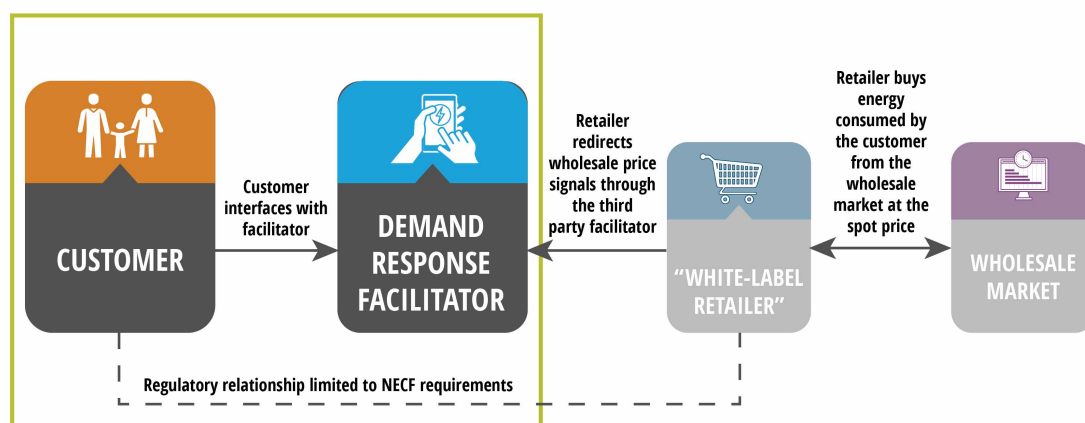 CUSTOMER
Customer
interfaces with
facilitator
DEMAND
RESPONSE
FACILITATOR
Retailer
redirects
wholesale price
signals through
the third
party facilitator
“WHITE-LABEL
RETAILER”
Retailer buys
energy
consumed by
the customer
from the
wholesale
market at the
spot price
WHOLESALE
MARKET
Regulatory relationship limited to NECF requirements